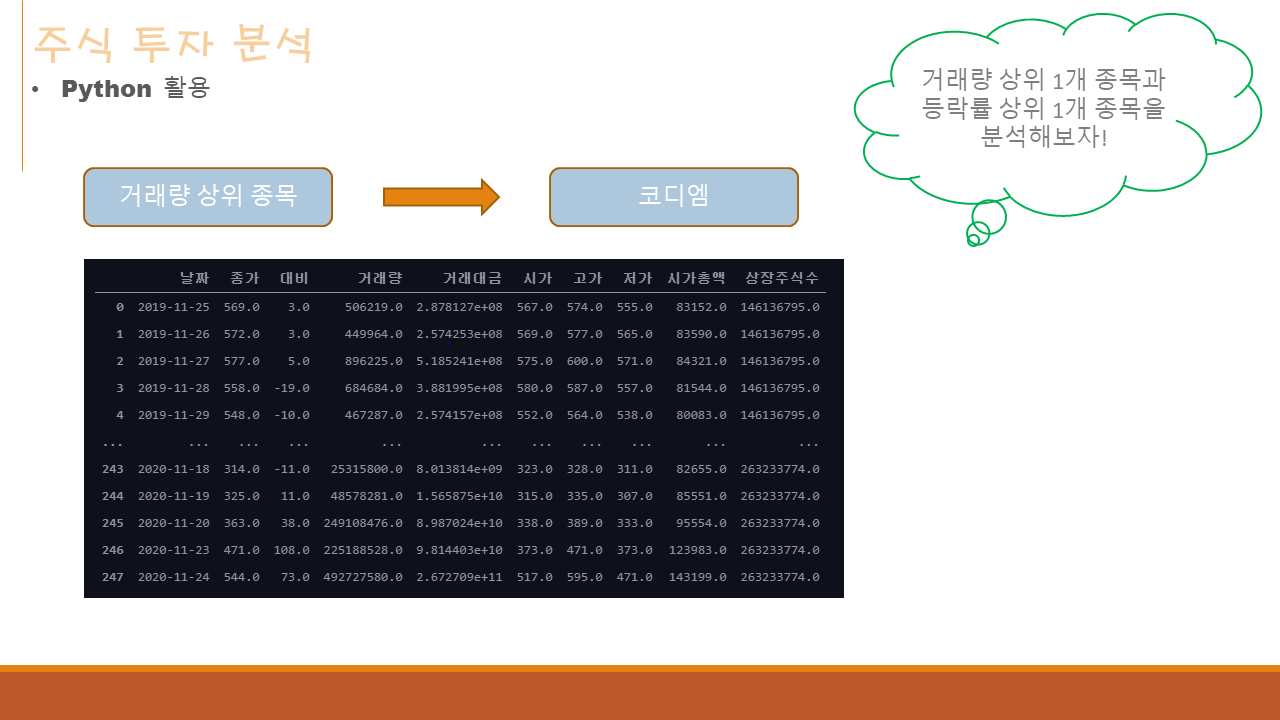 주식 투자 분석
• Python 활용
거래량 상위 1개 종목과
등락률 상위 1개 종목을
분석해보자!
거래량 상위 종목
코디엠
날짜 종가 대비 거래량 거래대금 시가 고가 저가 시가총액 상장주식수
0 2019-11-25 569.0 3.0 506219.0 2.878127e+08 567.0 574.0 555.0 83152.0 146136795.0
1 2019-11-26 572.0 3.0 449964.0 2.574253e+08 569.0 577.0 565.0 83590.0 146136795.0
2 2019-11-27 577.0 5.0 896225.0 5.185241e+08 575.0 600.0 571.0 84321.0 146136795.0
3 2019-11-28 558.0 -19.0 684684.0 3.881995e+08 580.0 587.0 557.0 81544.0 146136795.0
4 2019-11-29 548.0 -10.0 467287.0 2.574157e+08 552.0 564.0 538.0 80083.0 146136795.0
... ... ... ... ... ... ... ... ... ... ...
243 2020-11-18 314.0 -11.0 25315800.0 8.013814e+09 323.0 328.0 311.0 82655.0 263233774.0
244 2020-11-19 325.0 11.0 48578281.0 1.565875e+10 315.0 335.0 307.0 85551.0 263233774.0
245 2020-11-20 363.0 38.0 249108476.0 8.987024e+10 338.0 389.0 333.0 95554.0 263233774.0
246 2020-11-23 471.0 108.0 225188528.0 9.814403e+10 373.0 471.0 373.0 123983.0 263233774.0
247 2020-11-24 544.0 73.0 492727580.0 2.672709e+11 517.0 595.0 471.0 143199.0 263233774.0